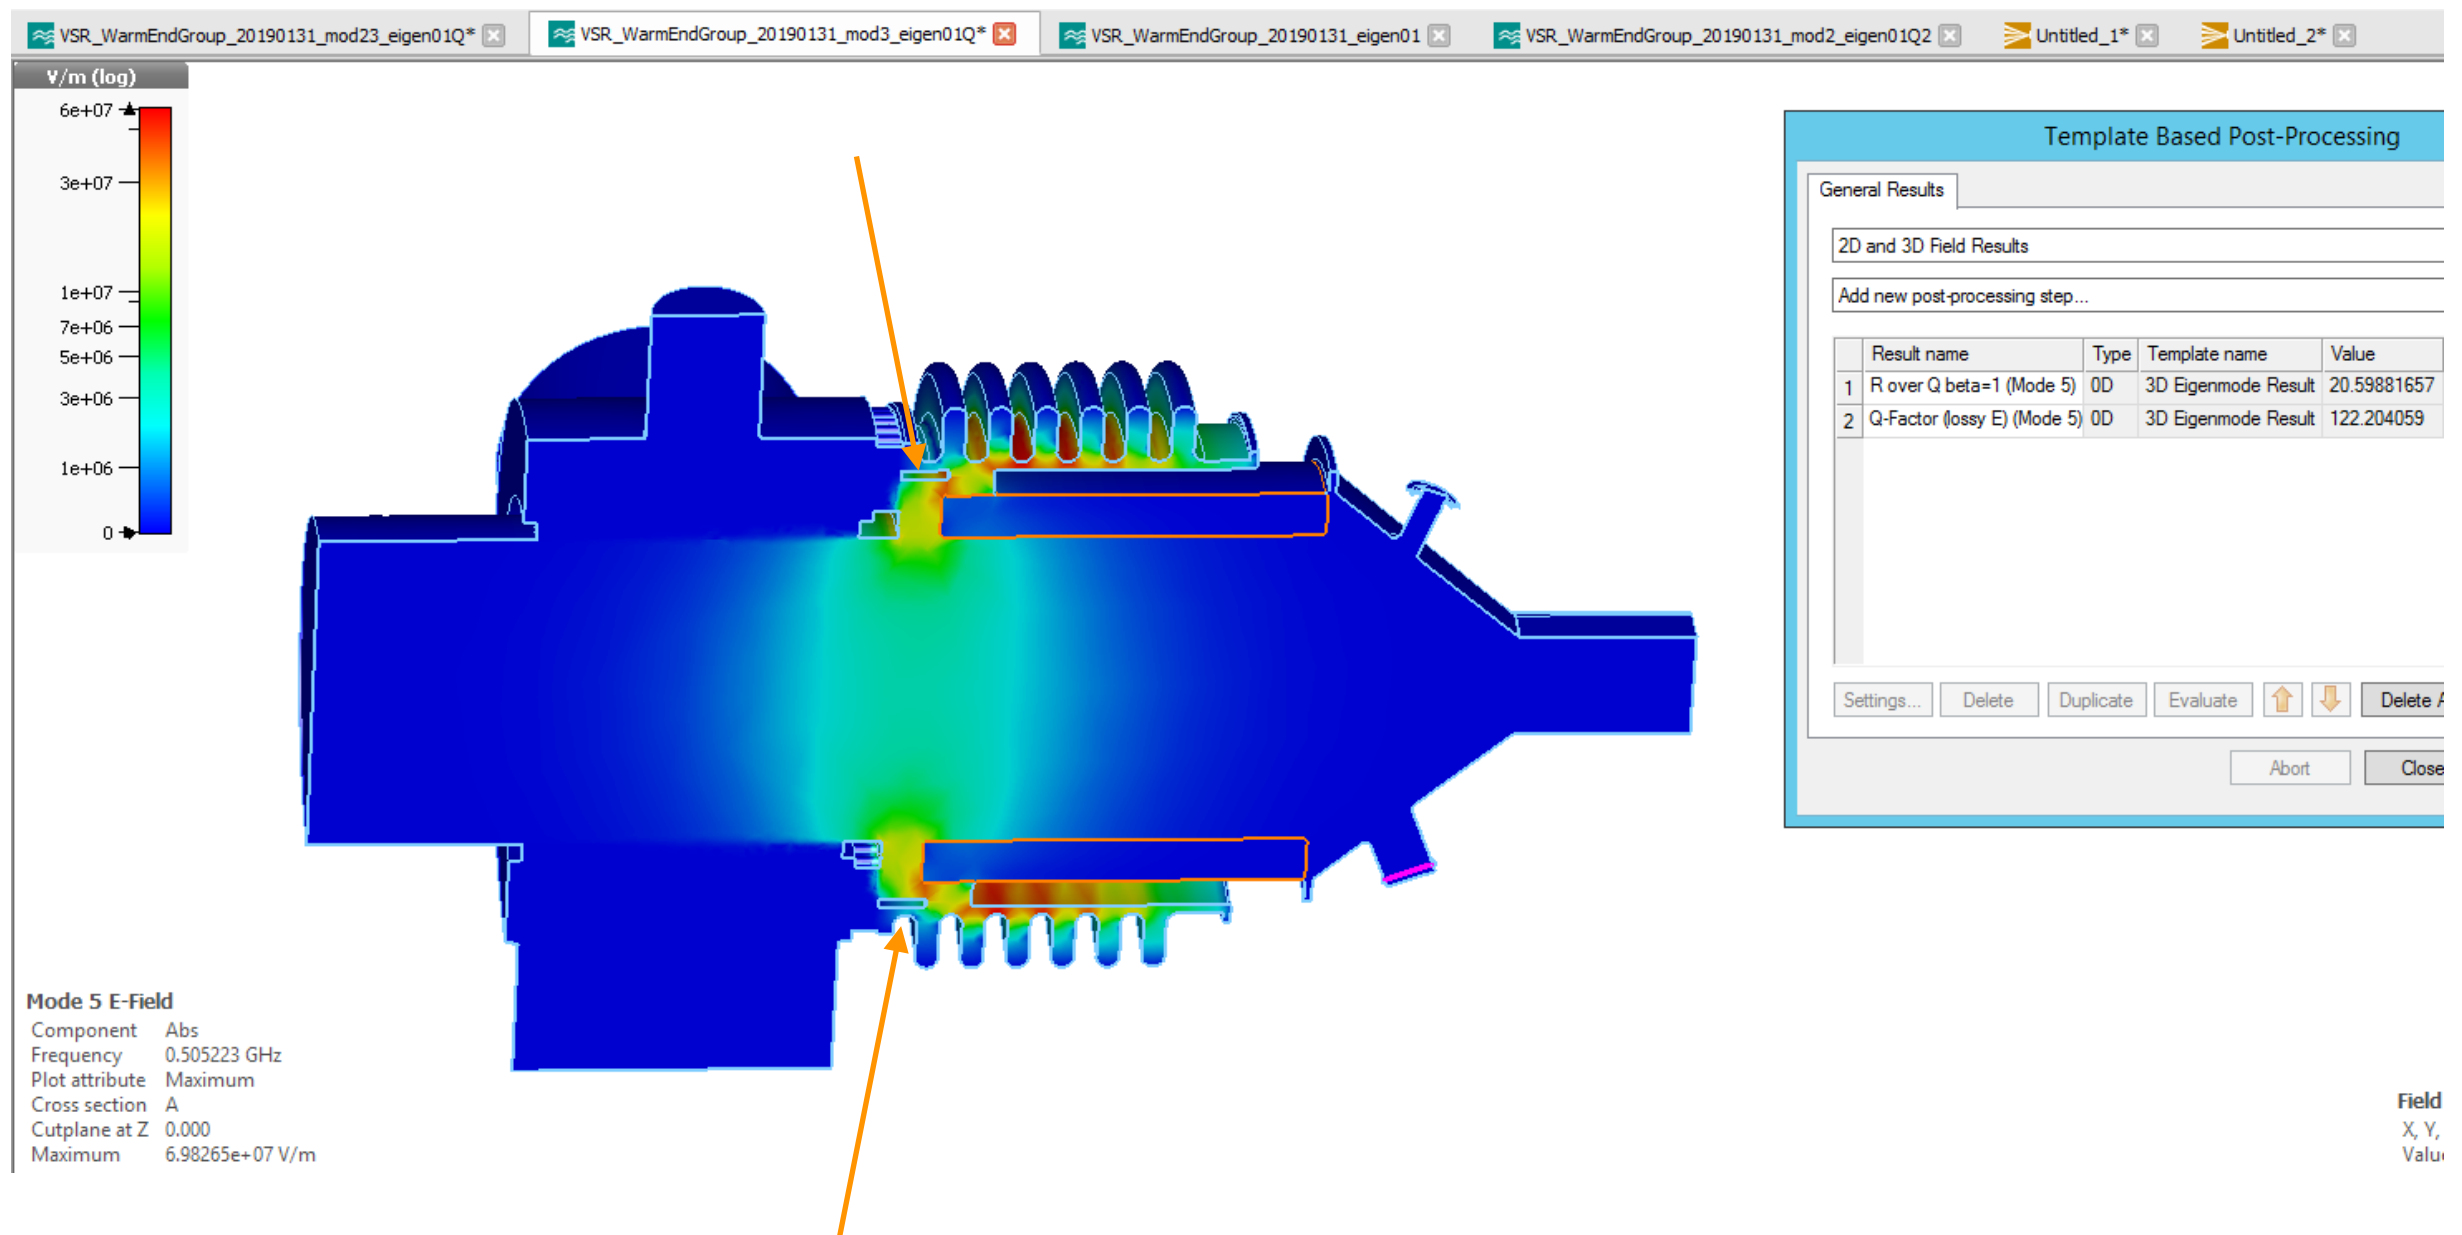 VSR_WarmEndGroup_20190131_mod23_eigen01Q* VSR_WarmEndGroup_20190131_mod3_eigen01Q* VSR_WarmEndGroup_20190131_eigen01 VSR_WarmEndGroup_20190131_mod2_eigen01Q2 Untitled_1* Untitled_2*
V/m (log)
6e+07
3e+07
1e+07
7e+06
5e+06
3e+06
1e+06
0
Template Based Post-Processing
General Results
2D and 3D Field Results
Add new post-processing step...
Result name Type Template name Value
1 R over Q beta=1 (Mode 5) 0D 3D Eigenmode Result 20.59881657
2 Q-Factor (lossy E) (Mode 5) 0D 3D Eigenmode Result 122.204059
Settings... Delete Duplicate Evaluate Delete A
Abort Close
Mode 5 E-Field
Component Abs
Frequency 0.505223 GHz
Plot attribute Maximum
Cross section A
Cutplane at Z 0.000
Maximum 6.98265e+07 V/m
Field
X, Y,
Value